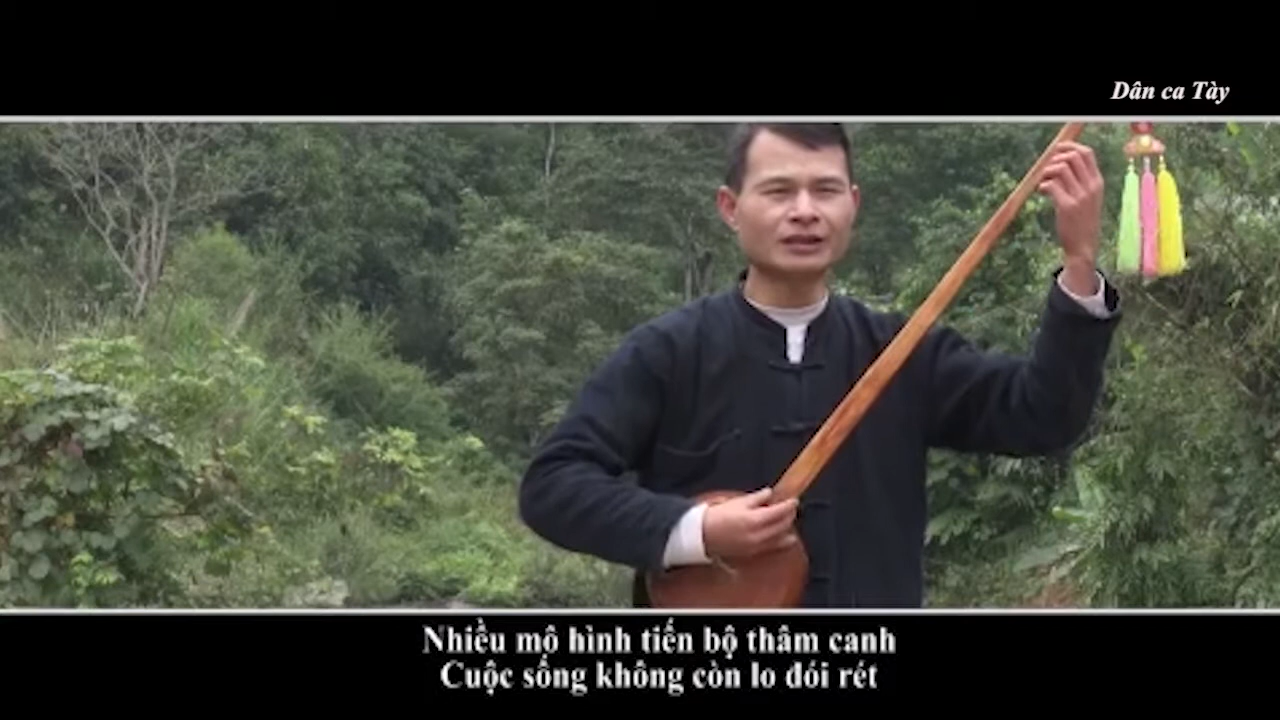 Dân ca Tày
Nhiều mô hình tiến bộ thâm canh
Cuộc sống không còn lo đói rét